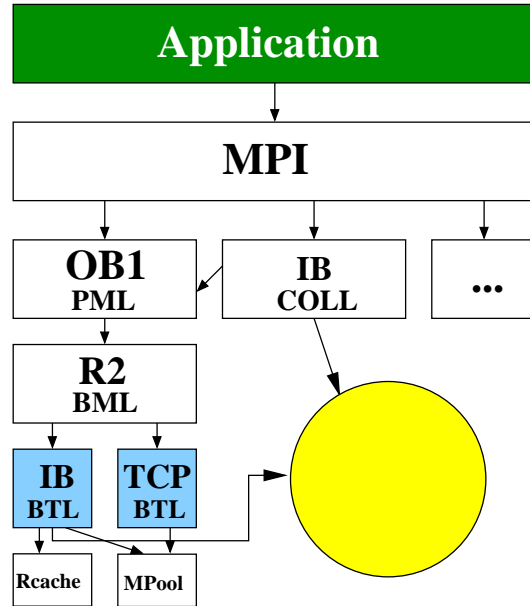 Application
MPI
OB1
PML
IB
COLL
...
R2
BML
IB
BTL
TCP
BTL
Rcache
MPool